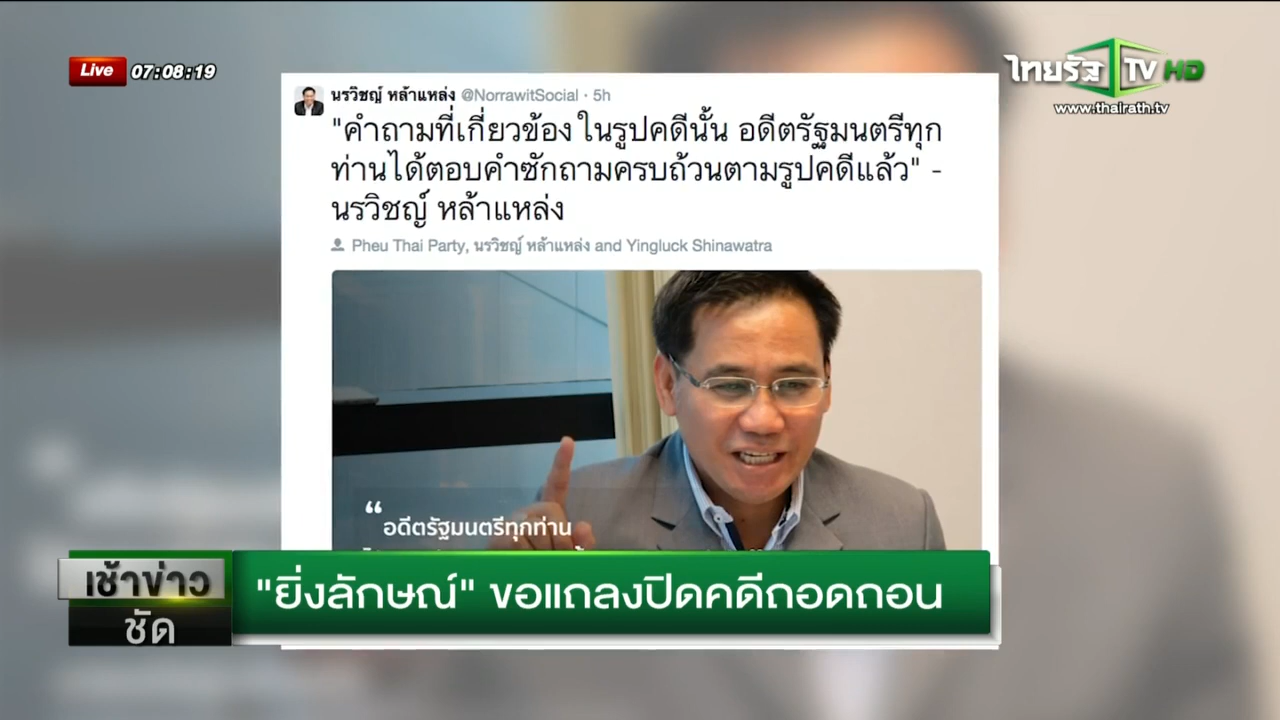 Live 07:08:19
ไทยรัฐ TV HD
www.thairath.tv
นรวิชญ์ หล้าแหล่ง @NorrawitSocial · 5h
"คำถามที่เกี่ยวข้องในรูปคดีนั้น อดีตรัฐมนตรีทุก
ท่านได้ตอบคำซักถามครบถ้วนตามรูปคดีแล้ว" -
นรวิชญ์ หล้าแหล่ง
Pheu Thai Party, นรวิชญ์ หล้าแหล่ง and Yingluck Shinawatra
“อดีตรัฐมนตรีทุกท่าน
เช้าข่าว
ชัด
"ยิ่งลักษณ์" ขอแถลงปิดคดีถอดถอน